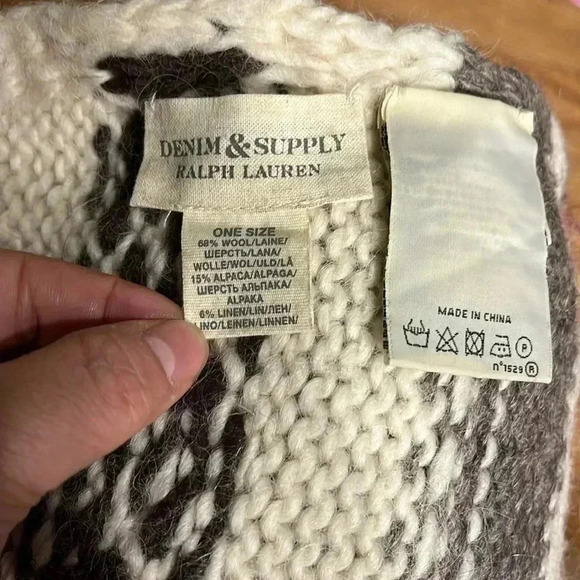 DENIM & SUPPLY
RALPH LAUREN
ONE SIZE
68% WOOL/LAINE/
ШЕРСТЬ/LANA/
WOLLE/WOL/ULD/LÃ
15% ALPACA/ALPAGA/
ШЕРСТЬ АЛЬПАКА/
ALPAKA
6% LINEN/LIN/ЛЕН/
LINO/LEINEN/LINNEN/
MADE IN CHINA
P
n°1529 R